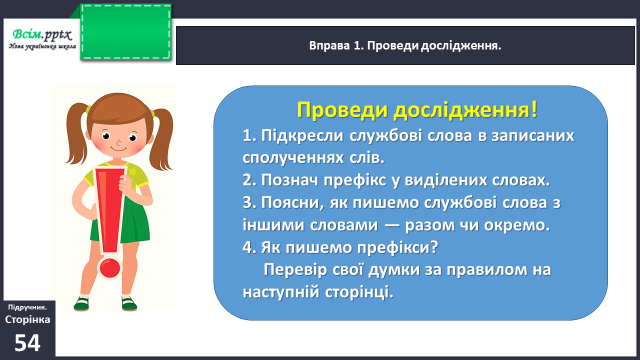 Всім.pptx
Нова українська школа
Вправа 1. Проведи дослідження.
Проведи дослідження!
1. Підкресли службові слова в записаних
сполученнях слів.
2. Познач префікс у виділених словах.
3. Поясни, як пишемо службові слова з
іншими словами — разом чи окремо.
4. Як пишемо префікси?
Перевір свої думки за правилом на
наступній сторінці.
Підручник.
Сторінка
54